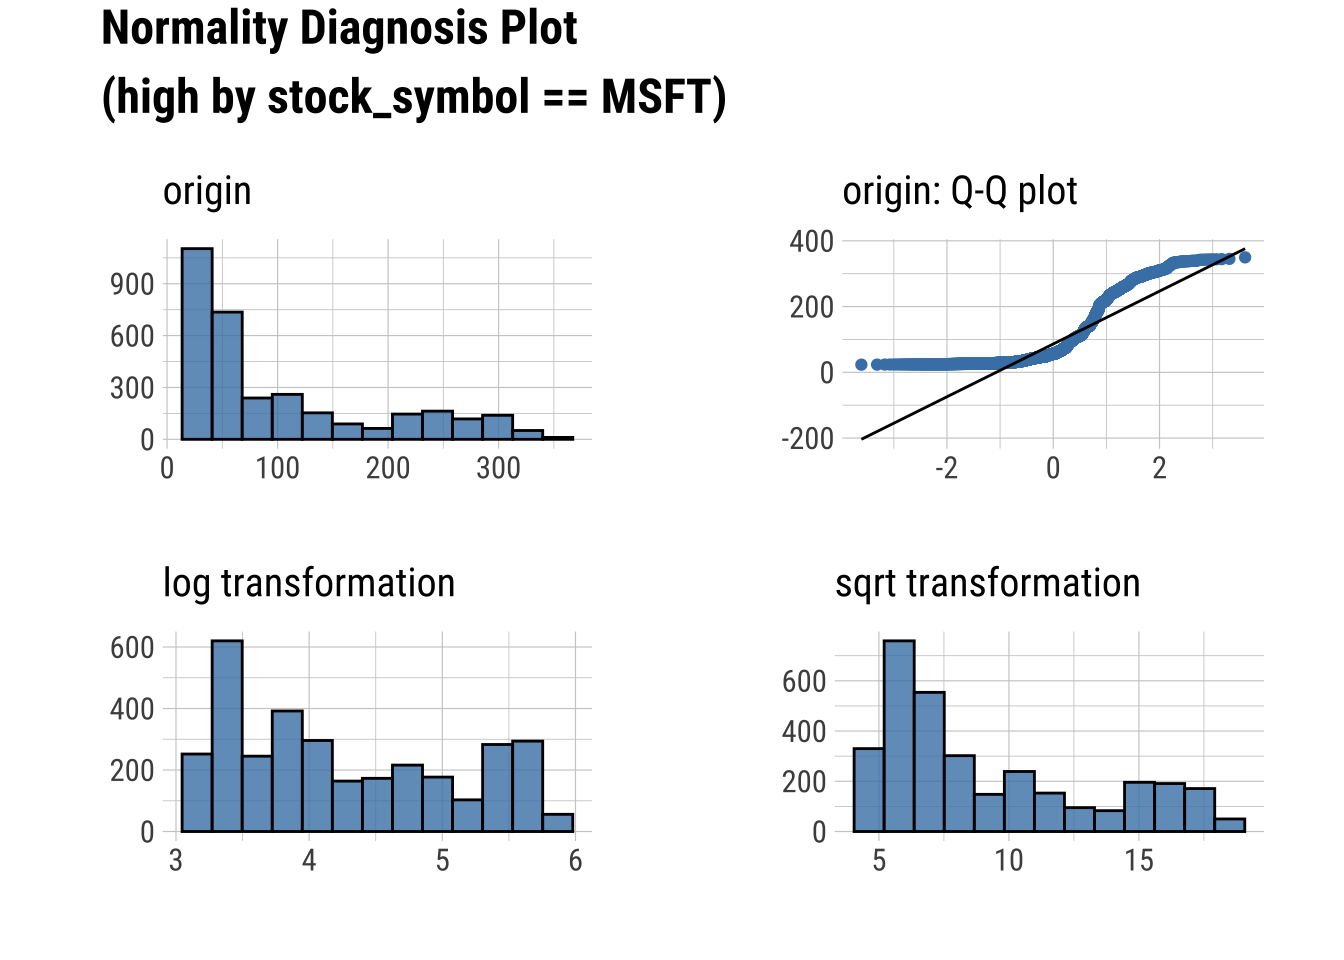 Normality Diagnosis Plot
(high by stock_symbol == MSFT)
origin
900
600
300
0
0 100 200 300
origin: Q-Q plot
400
200
0
-200
-2 0 2
log transformation
600
400
200
0
3 4 5 6
sqrt transformation
600
400
200
0
5 10 15